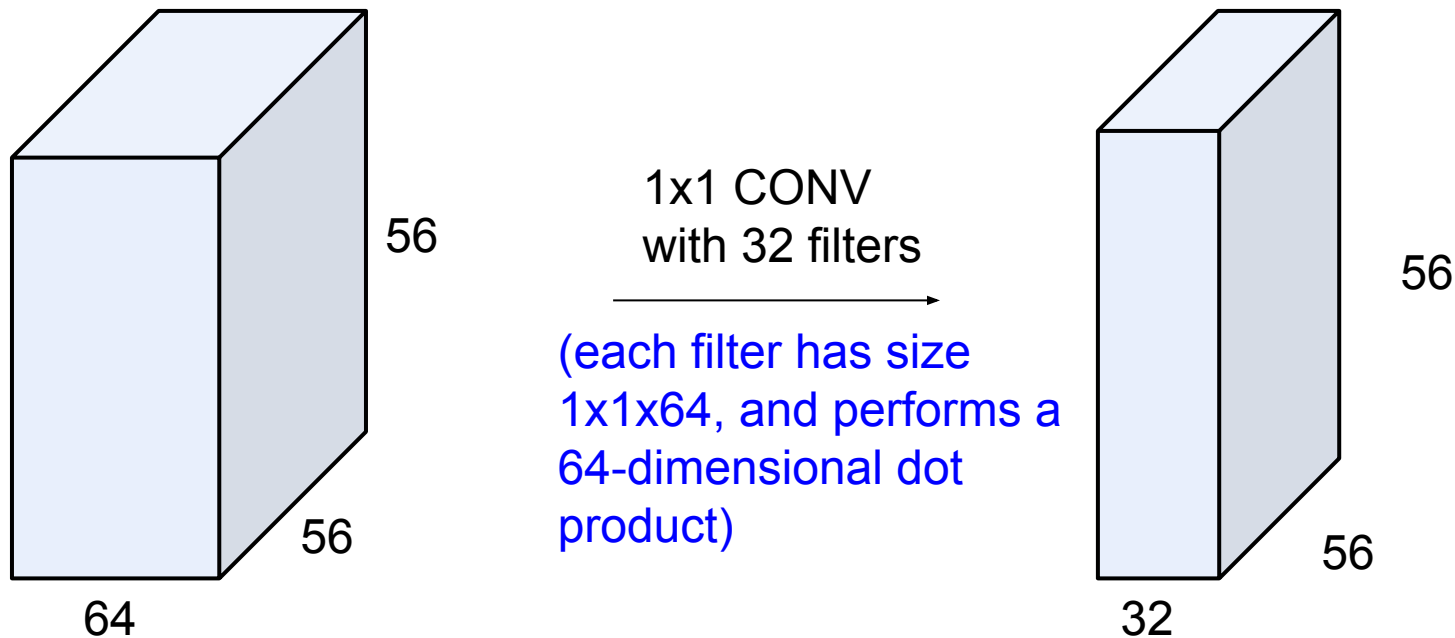 56
56
64
1x1 CONV
with 32 filters
(each filter has size
1x1x64, and performs a
64-dimensional dot
product)
56
56
32